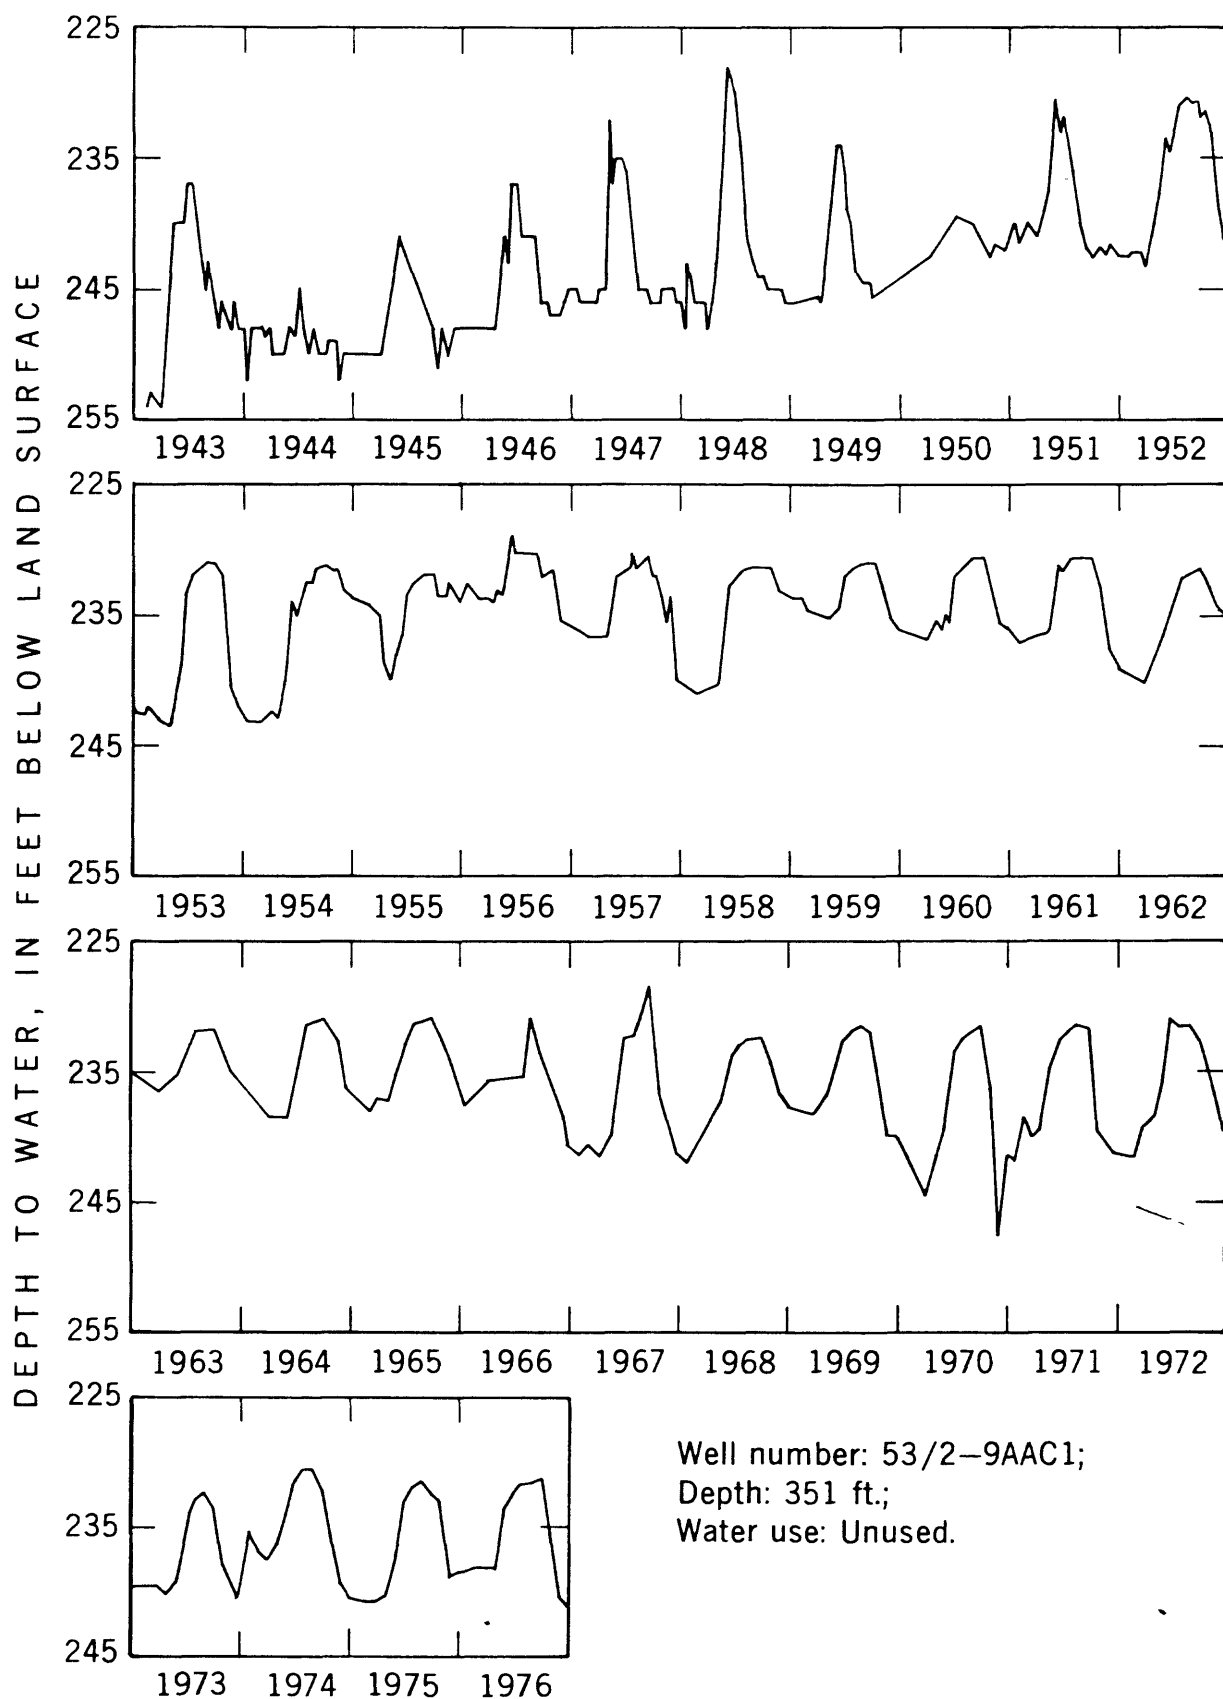 DEPTH TO WATER, IN FEET BELOW LAND SURFACE
225
235
245
255
1943 1944 1945 1946 1947 1948 1949 1950 1951 1952
225
235
245
255
1953 1954 1955 1956 1957 1958 1959 1960 1961 1962
225
235
245
255
1963 1964 1965 1966 1967 1968 1969 1970 1971 1972
225
235
245
1973 1974 1975 1976
Well number: 53/2–9AAC1;
Depth: 351 ft.;
Water use: Unused.